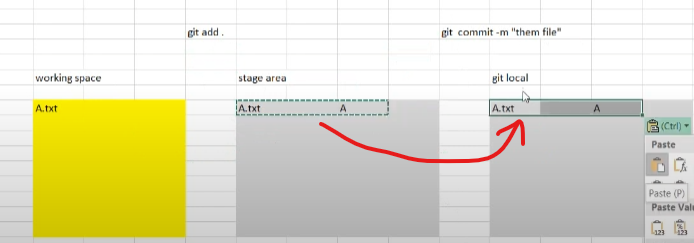 git add .
git commit -m "them file"
working space
stage area
git local
A.txt
A.txt A
A.txt A
(Ctrl)
Paste
Paste (P)
Paste Val
123
123